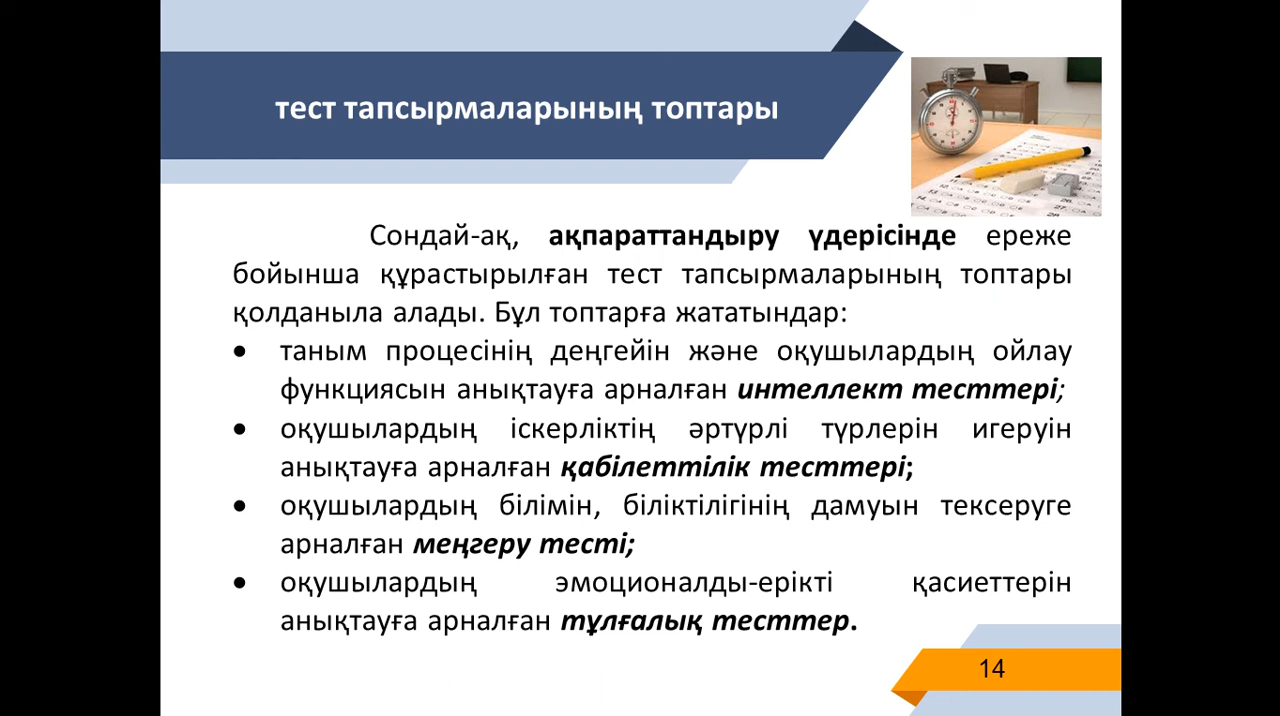 тест тапсырмаларының топтары
Сондай-ақ, ақпараттандыру үдерісінде ереже
бойынша құрастырылған тест тапсырмаларының топтары
қолданыла алады. Бұл топтарға жататындар:
• таным процесінің деңгейін және оқушылардың ойлау
функциясын анықтауға арналған интеллект тесттері;
• оқушылардың іскерліктің әртүрлі түрлерін игеруін
анықтауға арналған қабілеттілік тесттері;
• оқушылардың білімін, біліктілігінің дамуын тексеруге
арналған меңгеру тесті;
• оқушылардың эмоционалды-ерікті қасиеттерін
анықтауға арналған тұлғалық тесттер.
14